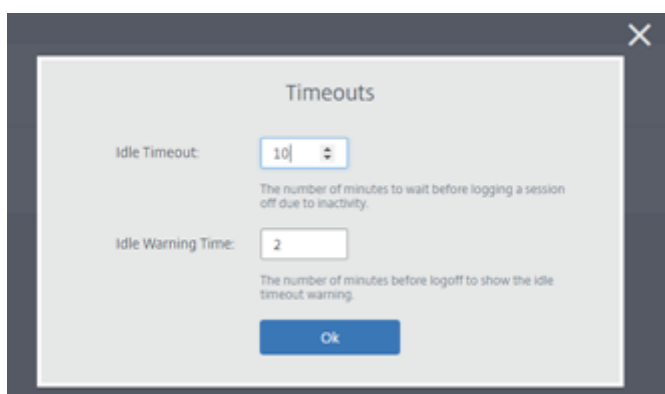 Timeouts
Idle Timeout:
10
The number of minutes to wait before logging a session
off due to inactivity.
Idle Warning Time:
2
The number of minutes before logoff to show the idle
timeout warning.
Ok